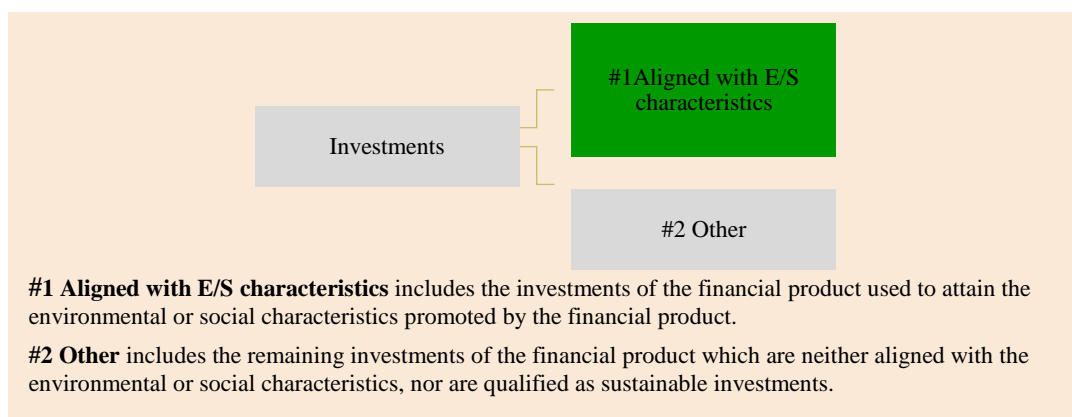 #1Aligned with E/S
characteristics
Investments
#2 Other
#1 Aligned with E/S characteristics includes the investments of the financial product used to attain the
environmental or social characteristics promoted by the financial product.
#2 Other includes the remaining investments of the financial product which are neither aligned with the
environmental or social characteristics, nor are qualified as sustainable investments.